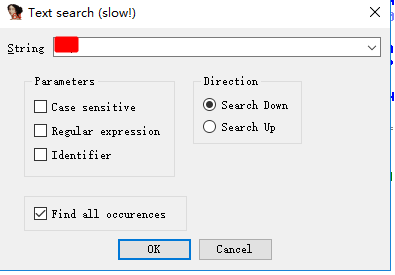 Text search (slow!)
String
Parameters
Case sensitive
Regular expression
Identifier
Direction
Search Down
Search Up
Find all occurences
OK
Cancel